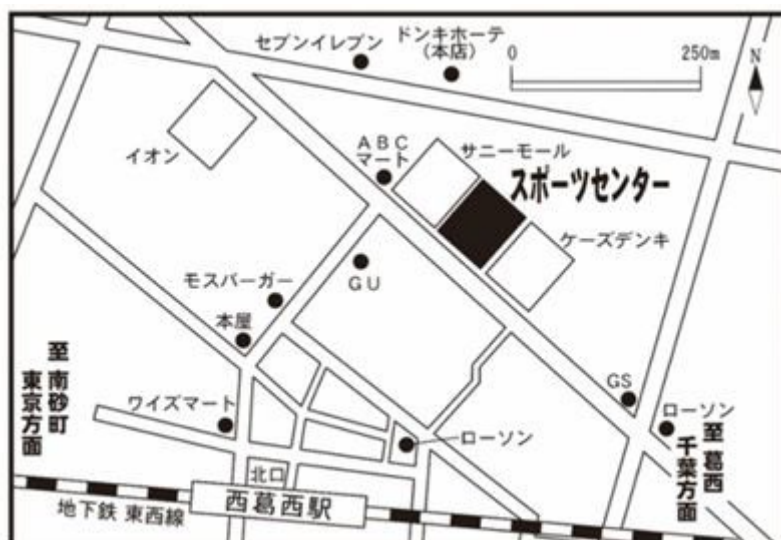 セブンイレブン
ドンキホーテ
(本店)
0 250m
N
イオン
ABC
マート
サニーモール
スポーツセンター
ケーズデンキ
モスバーガー
GU
本屋
至 南砂町
東京方面
ワイズマート
GS
ローソン
ローソン
至 葛西
千葉方面
北口
西葛西駅
地下鉄 東西線